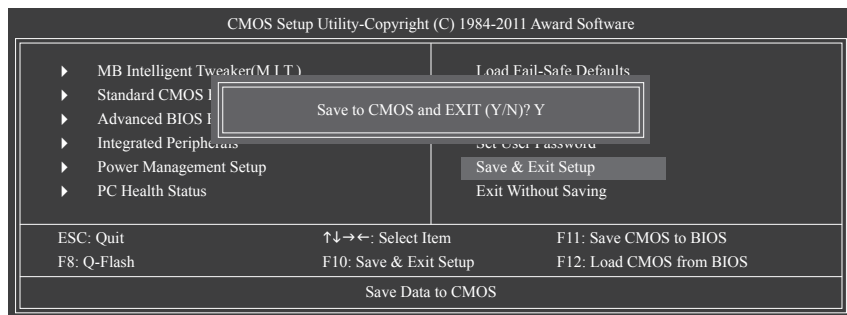 CMOS Setup Utility-Copyright (C) 1984-2011 Award Software
MB Intelligent Tweaker(M.I.T.)
Standard CMOS
Advanced BIOS
Integrated Peripherals
Power Management Setup
PC Health Status
Load Fail-Safe Defaults
Set User Password
Save & Exit Setup
Exit Without Saving
Save to CMOS and EXIT (Y/N)? Y
ESC: Quit
↑↓→←: Select Item
F11: Save CMOS to BIOS
F8: Q-Flash
F10: Save & Exit Setup
F12: Load CMOS from BIOS
Save Data to CMOS